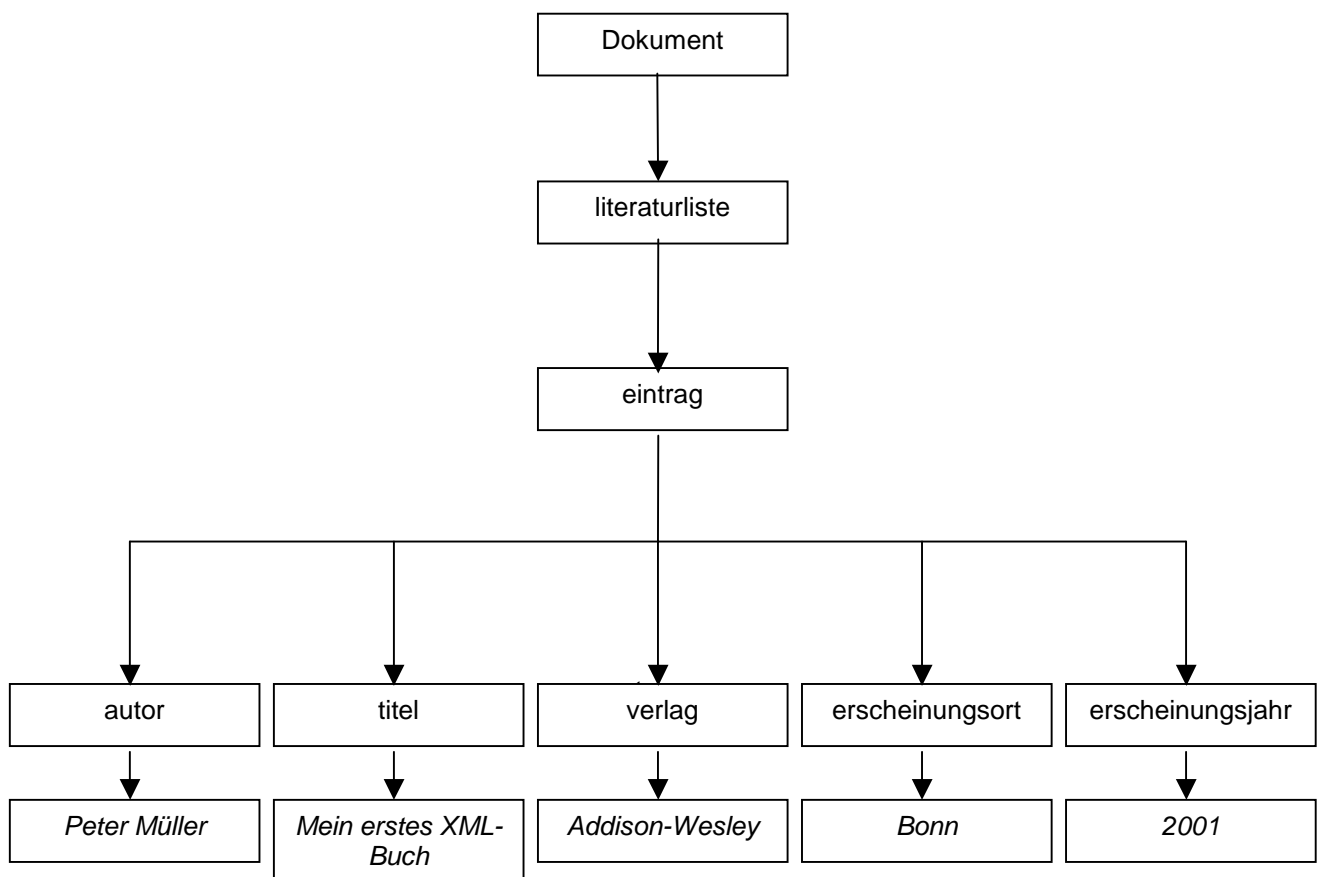 Dokument
literaturliste
eintrag
autor
titel
verlag
erscheinungsort
erscheinungsjahr
Peter Müller
Mein erstes XML-
Buch
Addison-Wesley
Bonn
2001